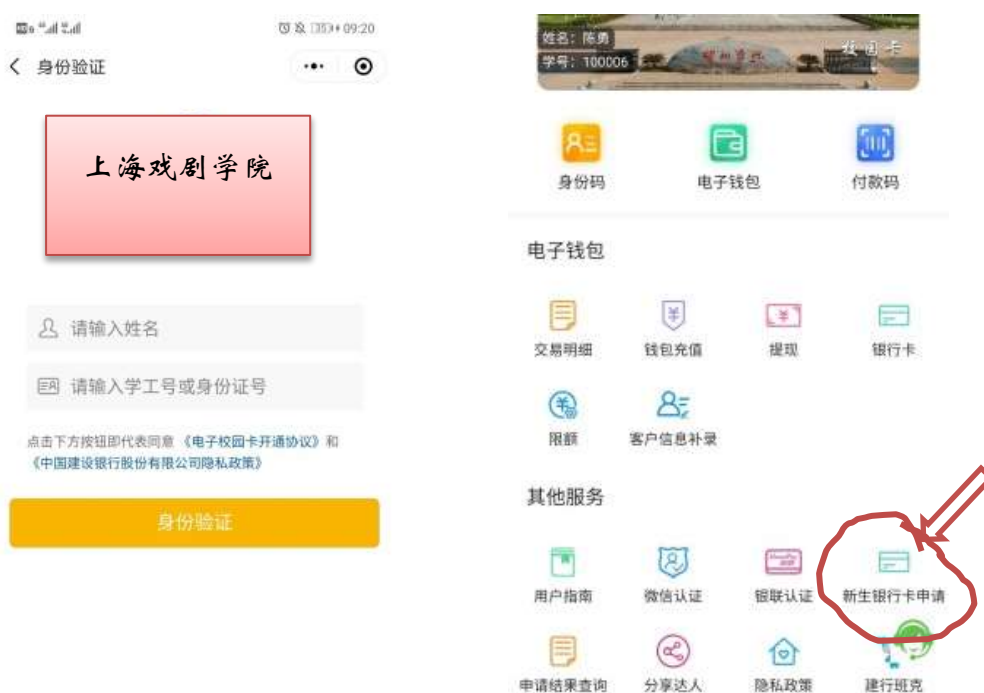 09:20
身份验证
上海戏剧学院
请输入姓名
请输入学工号或身份证号
点击下方按钮即代表同意 《电子校园卡开通协议》和
《中国建设银行股份有限公司隐私政策》
身份验证
姓名：陈勇
学号：100006
校园卡
身份码 电子钱包 付款码
电子钱包
交易明细 钱包充值 提现 银行卡
限额 客户信息补录
其他服务
用户指南 微信认证 银联认证 新生银行卡申请
申请结果查询 分享达人 隐私政策 建行班克